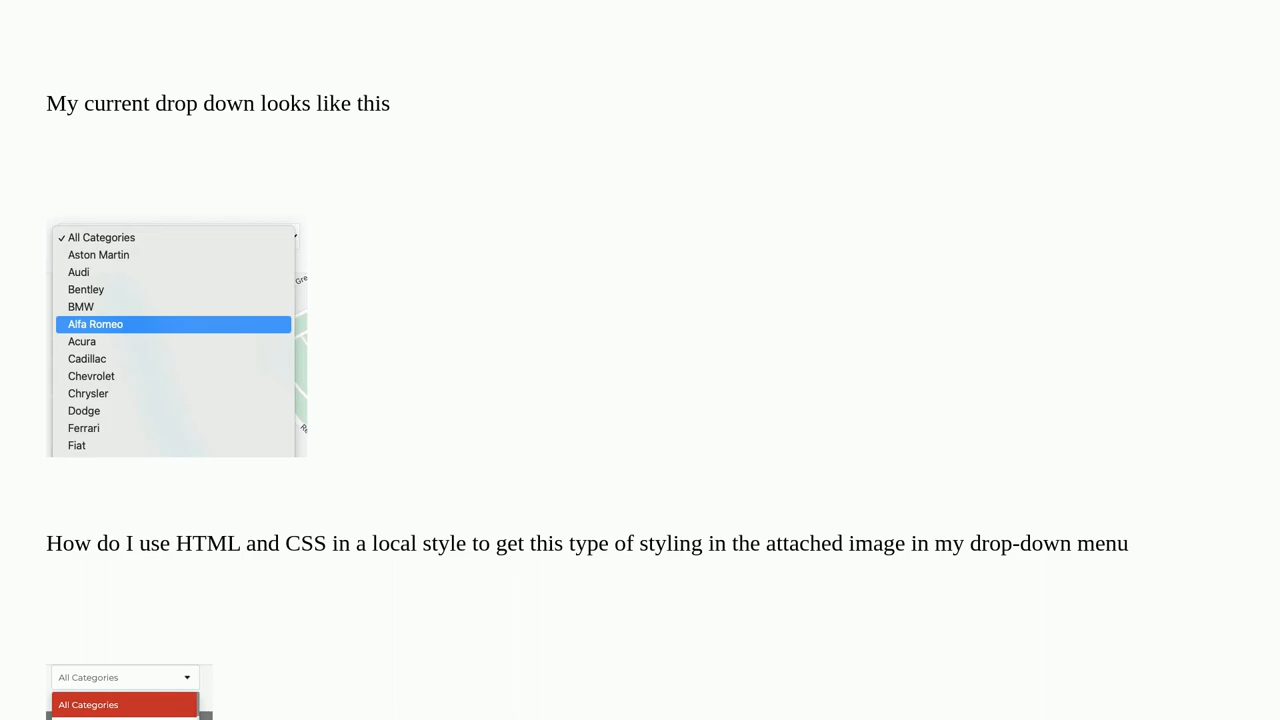 My current drop down looks like this
✓ All Categories
Aston Martin
Audi
Gre
Bentley
BMW
Alfa Romeo
Acura
Cadillac
Chevrolet
Chrysler
Dodge
Ferrari
Re
Fiat
How do I use HTML and CSS in a local style to get this type of styling in the attached image in my drop-down menu
All Categories
All Categories